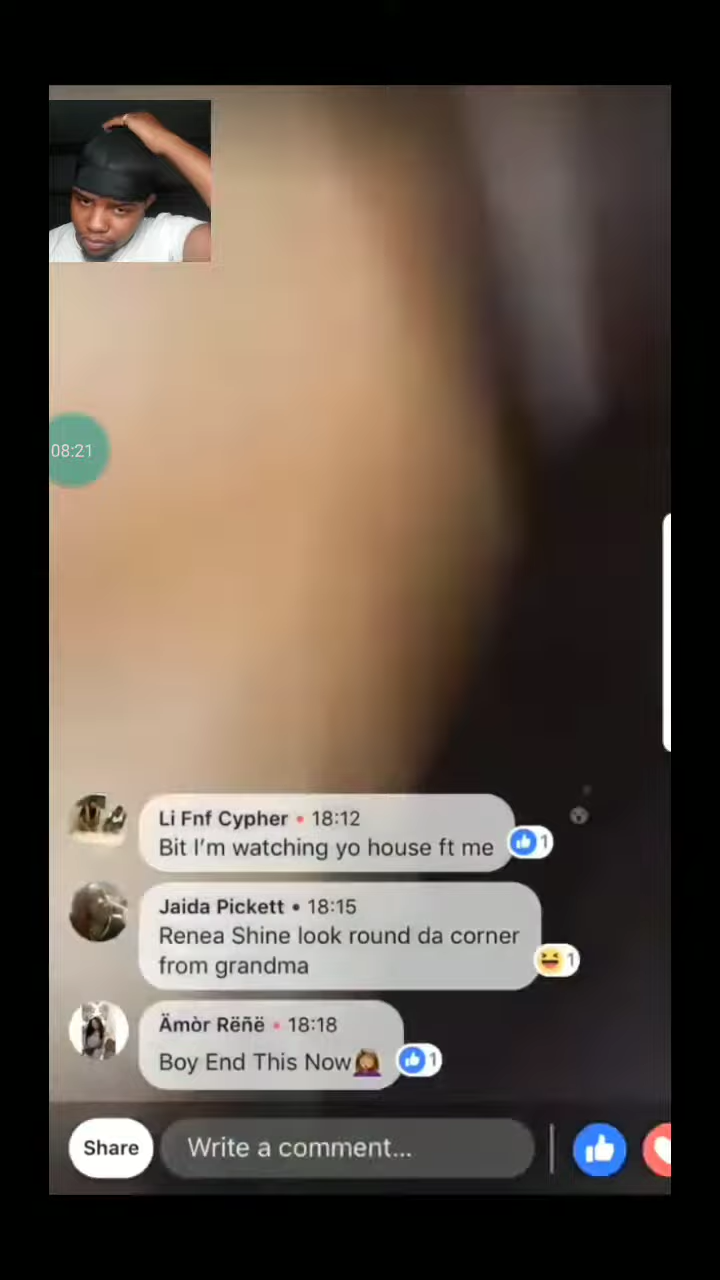 08:21
Li Fnf Cypher • 18:12
Bit I'm watching yo house ft me
1
Jaida Pickett • 18:15
Renea Shine look round da corner
from grandma
1
Ämòr Rëñë • 18:18
Boy End This Now🤦🏽‍♀️
1
Share
Write a comment...